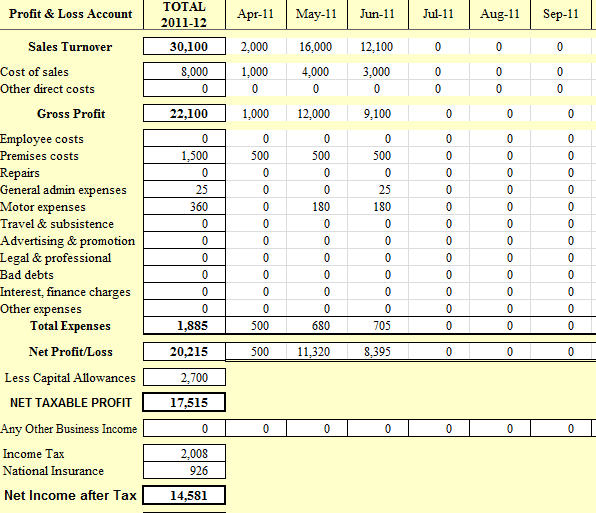 Profit & Loss Account TOTAL 2011-12 Apr-11 May-11 Jun-11 Jul-11 Aug-11 Sep-11
Sales Turnover 30,100 2,000 16,000 12,100 0 0 0
Cost of sales 8,000 1,000 4,000 3,000 0 0 0
Other direct costs 0 0 0 0 0 0 0
Gross Profit 22,100 1,000 12,000 9,100 0 0 0
Employee costs 0 0 0 0 0 0 0
Premises costs 1,500 500 500 500 0 0 0
Repairs 0 0 0 0 0 0 0
General admin expenses 25 0 0 25 0 0 0
Motor expenses 360 0 180 180 0 0 0
Travel & subsistence 0 0 0 0 0 0 0
Advertising & promotion 0 0 0 0 0 0 0
Legal & professional 0 0 0 0 0 0 0
Bad debts 0 0 0 0 0 0 0
Interest, finance charges 0 0 0 0 0 0 0
Other expenses 0 0 0 0 0 0 0
Total Expenses 1,885 500 680 705 0 0 0
Net Profit/Loss 20,215 500 11,320 8,395 0 0 0
Less Capital Allowances 2,700
NET TAXABLE PROFIT 17,515
Any Other Business Income 0 0 0 0 0 0 0
Income Tax 2,008
National Insurance 926
Net Income after Tax 14,581